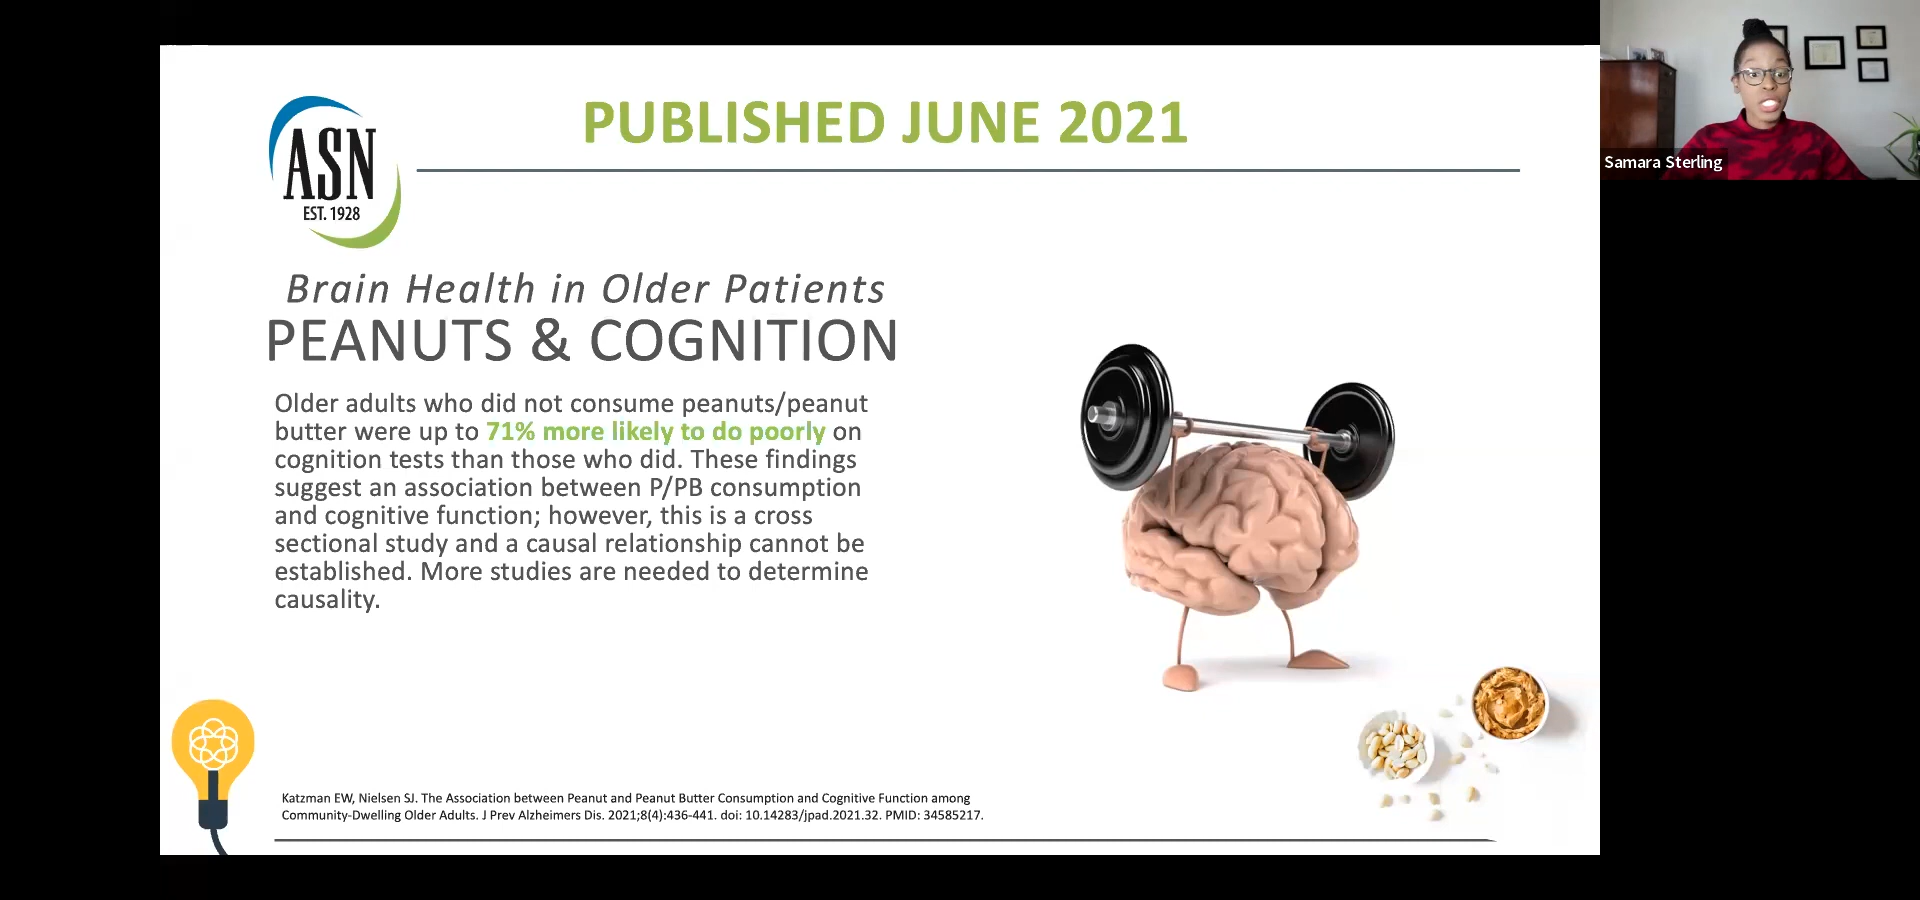 PUBLISHED JUNE 2021
ASN
EST. 1928
Samara Sterling
Brain Health in Older Patients
PEANUTS & COGNITION
Older adults who did not consume peanuts/peanut
butter were up to 71% more likely to do poorly on
cognition tests than those who did. These findings
suggest an association between P/PB consumption
and cognitive function; however, this is a cross
sectional study and a causal relationship cannot be
established. More studies are needed to determine
causality.
Katzman EW, Nielsen SJ. The Association between Peanut and Peanut Butter Consumption and Cognitive Function among
Community-Dwelling Older Adults. J Prev Alzheimers Dis. 2021;8(4):436-441. doi: 10.14283/jpad.2021.32. PMID: 34585217.